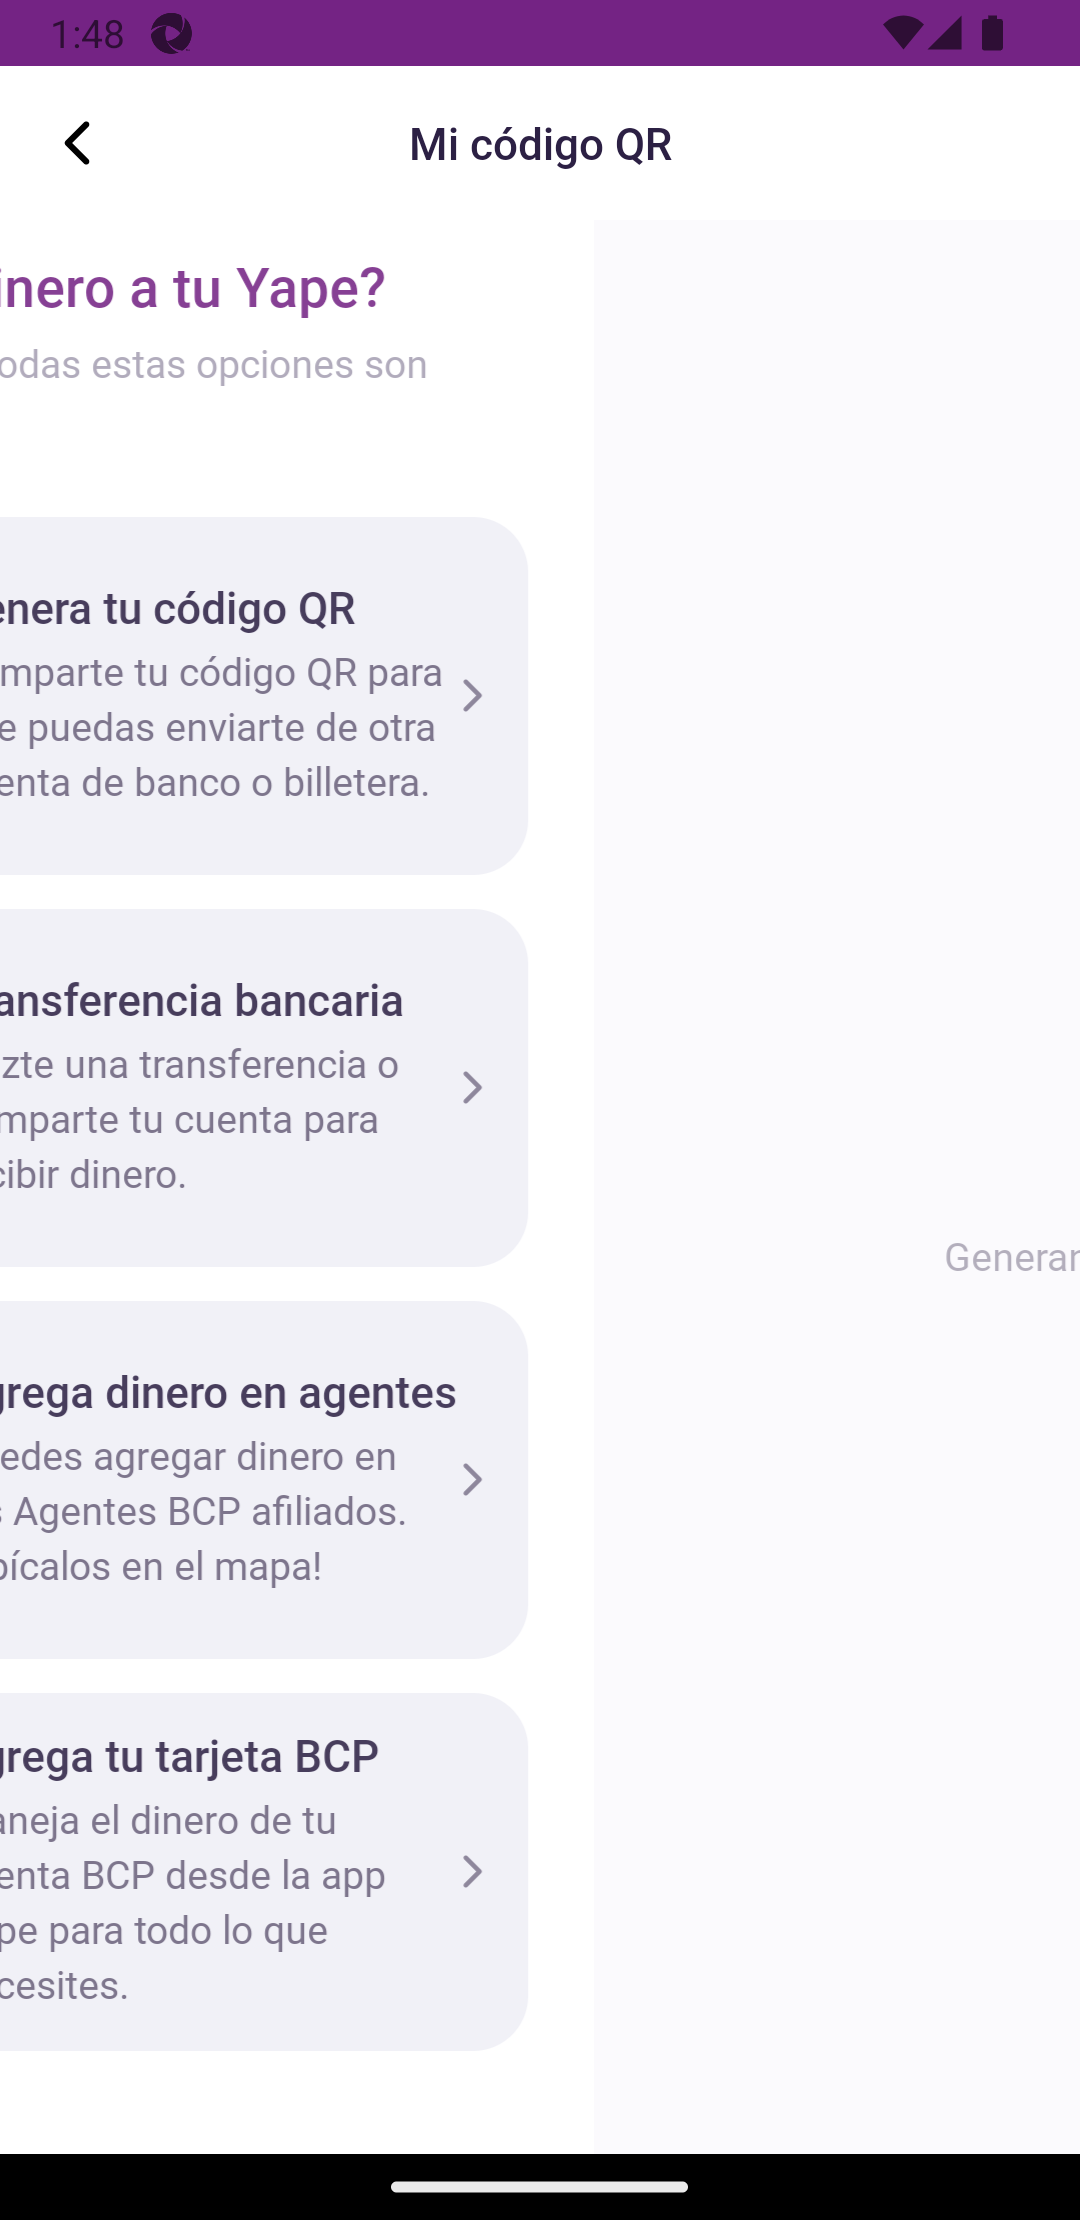 1:48
Mi código QR
inero a tu Yape?
odas estas opciones son
enera tu código QR
mparte tu código QR para
e puedas enviarte de otra
enta de banco o billetera.
ansferencia bancaria
zte una transferencia o
mparte tu cuenta para
cibir dinero.
grega dinero en agentes
edes agregar dinero en
s Agentes BCP afiliados.
bícalos en el mapa!
Generan
grega tu tarjeta BCP
aneja el dinero de tu
enta BCP desde la app
pe para todo lo que
cesites.